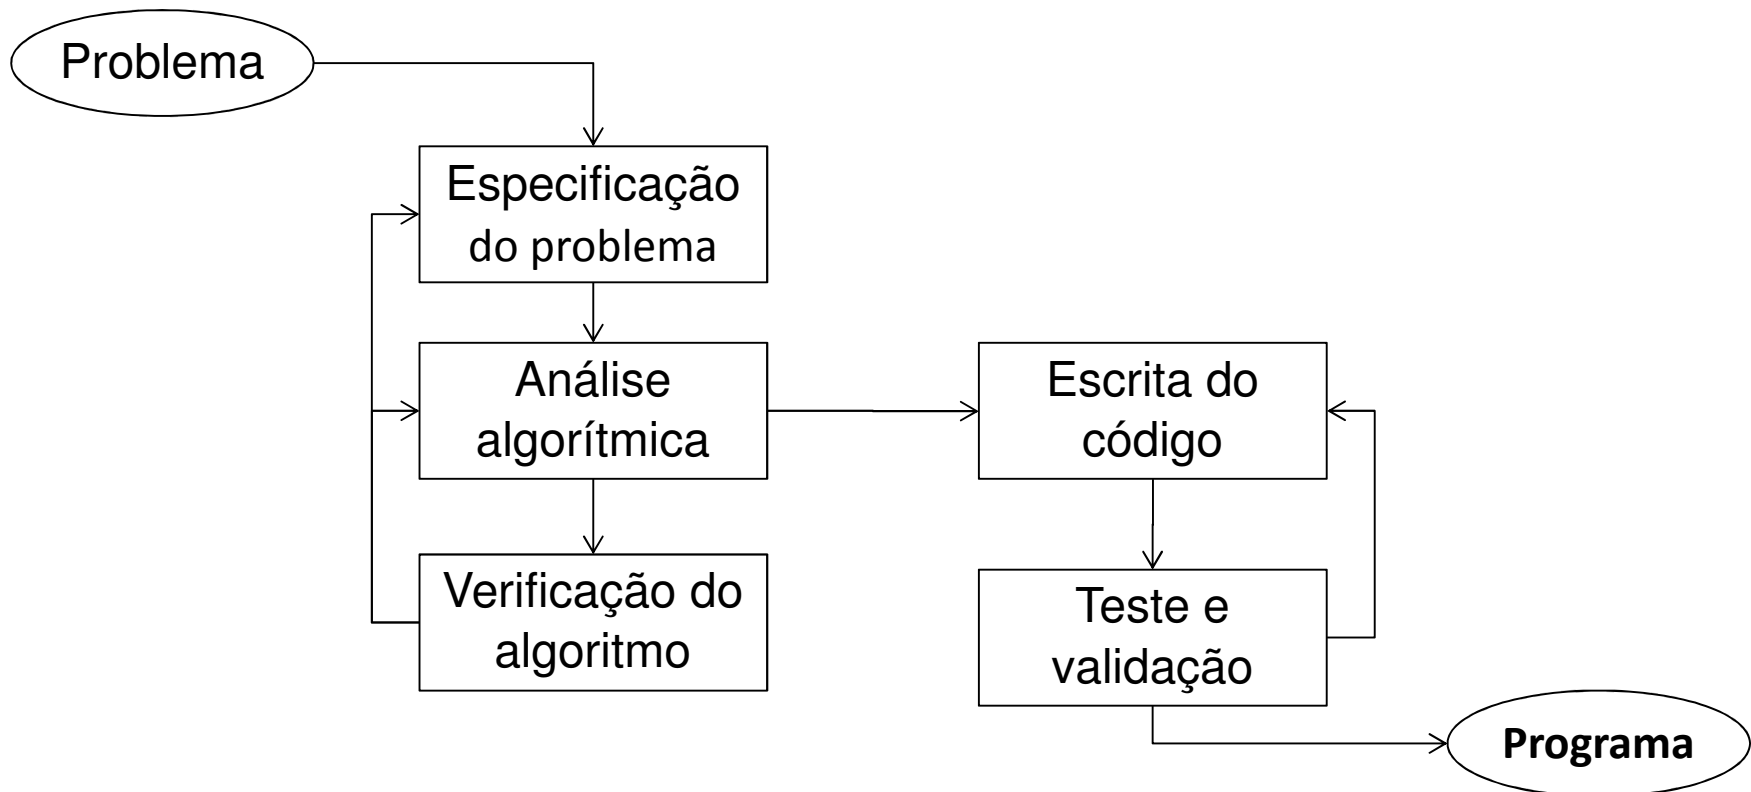 Problema
Especificação
do problema
Análise
algorítmica
Verificação do
algoritmo
Escrita do
código
Teste e
validação
Programa